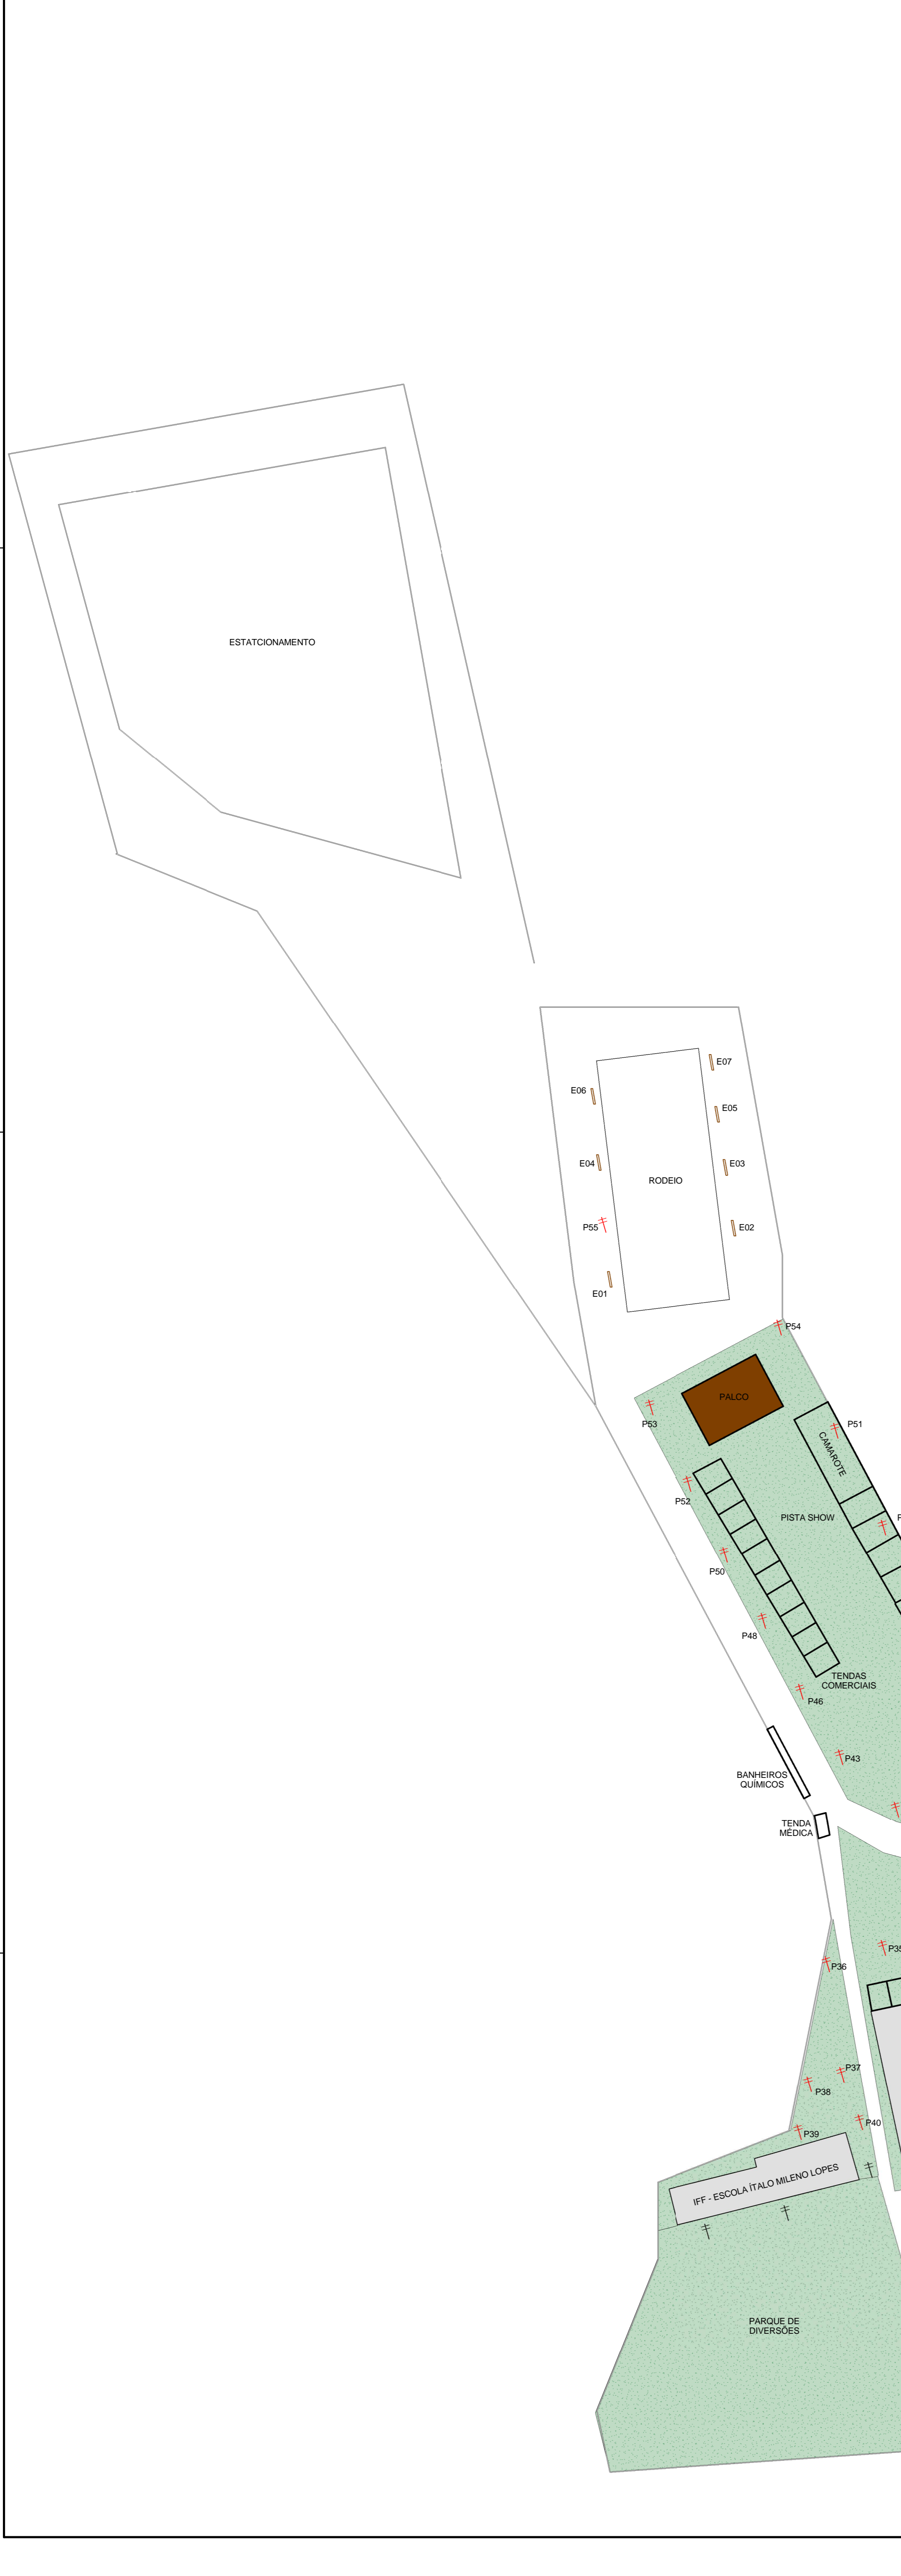 ESTATCIONAMENTO
E07
E06
E05
E04
E03
RODEIO
P55
E02
E01
P54
PALCO
P53
P51
CAMAROTE
P52
PISTA SHOW
P50
P48
TENDAS
COMERCIAIS
P46
P43
BANHEIROS
QUÍMICOS
TENDA
MÉDICA
P35
P36
P37
P38
P40
P39
IFF - ESCOLA ÍTALO MILENO LOPES
PARQUE DE
DIVERSÕES